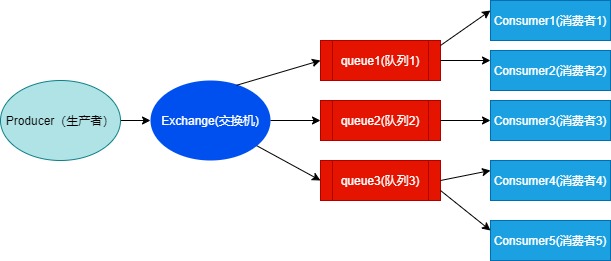 Producer（生产者）
Exchange(交换机)
queue1(队列1)
queue2(队列2)
queue3(队列3)
Consumer1(消费者1)
Consumer2(消费者2)
Consumer3(消费者3)
Consumer4(消费者4)
Consumer5(消费者5)